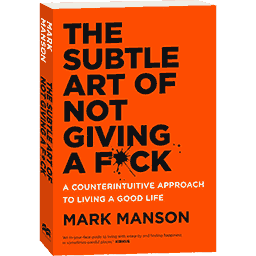 MARK
MANSON
THE SUBTLE ART OF
NOT GIVING A F*CK
THE
SUBTLE
ART OF
NOT
GIVING
A F*CK
A COUNTERINTUITIVE APPROACH
TO LIVING A GOOD LIFE
MARK MANSON